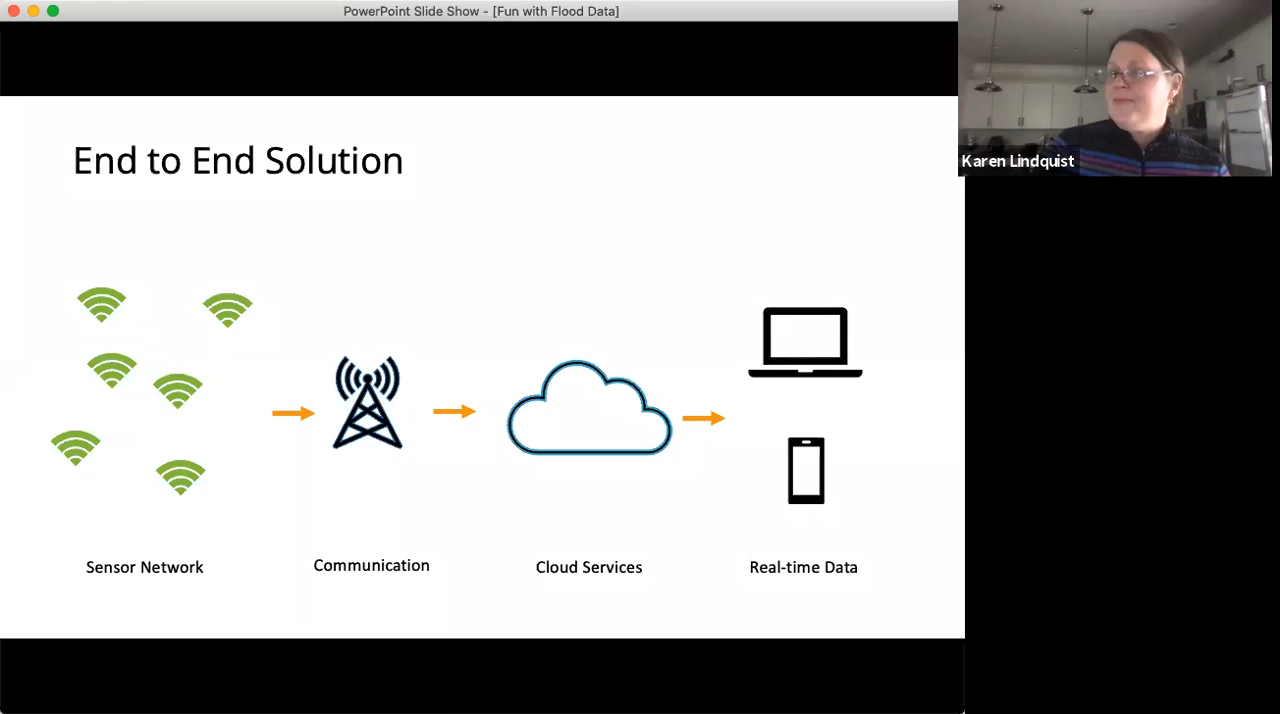 PowerPoint Slide Show - [Fun with Flood Data]
Karen Lindquist
End to End Solution
Sensor Network
Communication
Cloud Services
Real-time Data